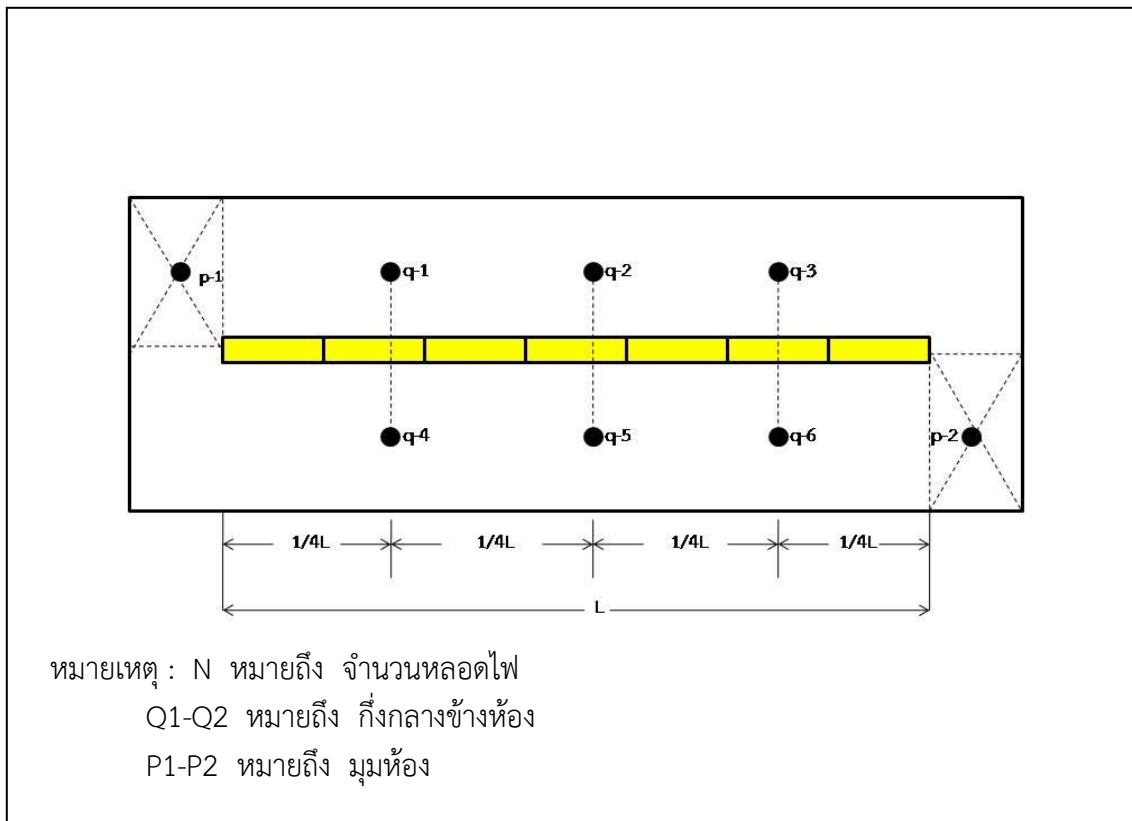 p-1
q-1
q-2
q-3
q-4
q-5
q-6
p-2
1/4L
1/4L
1/4L
1/4L
L
หมายเหตุ : N หมายถึง จำนวนหลอดไฟ
Q1-Q2 หมายถึง กึ่งกลางข้างห้อง
P1-P2 หมายถึง มุมห้อง